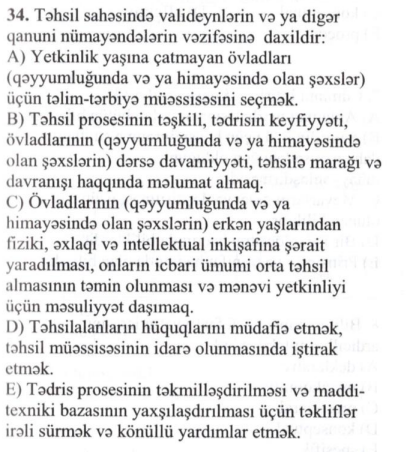 34. Təhsil sahəsində valideynlərin və ya digər
qanuni nümayəndələrin vəzifəsinə daxildir:
A) Yetkinlik yaşına çatmayan övladları
(qəyyumluğunda və ya himayəsində olan şəxslər)
üçün təlim-tərbiyə müəssisəsini seçmək.
B) Təhsil prosesinin təşkili, tədrisin keyfiyyəti,
övladlarının (qəyyumluğunda və ya himayəsində
olan şəxslərin) dərsə davamiyyəti, təhsilə marağı və
davranışı haqqında məlumat almaq.
C) Övladlarının (qəyyumluğunda və ya
himayəsində olan şəxslərin) erkən yaşlarından
fiziki, əxlaqi və intellektual inkişafına şərait
yaradılması, onların icbari ümumi orta təhsil
almasının təmin olunması və mənəvi yetkinliyi
üçün məsuliyyət daşımaq.
D) Təhsilalanların hüquqlarını müdafiə etmək,
təhsil müəssisəsinin idarə olunmasında iştirak
etmək.
E) Tədris prosesinin təkmilləşdirilməsi və maddi-
texniki bazasının yaxşılaşdırılması üçün təkliflər
irəli sürmək və könüllü yardımlar etmək.